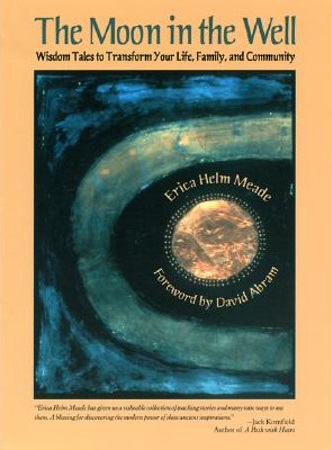 The Moon in the Well
Wisdom Tales to Transform Your Life, Family, and Community
Erica Helm Meade
Foreword by David Abram
"Erica Helm Meade has given us a valuable collection of teaching stories and many wise ways to use
them. A blessing for discovering the modern power of these ancient inspirations."
—Jack Kornfield
Author of A Path with Heart